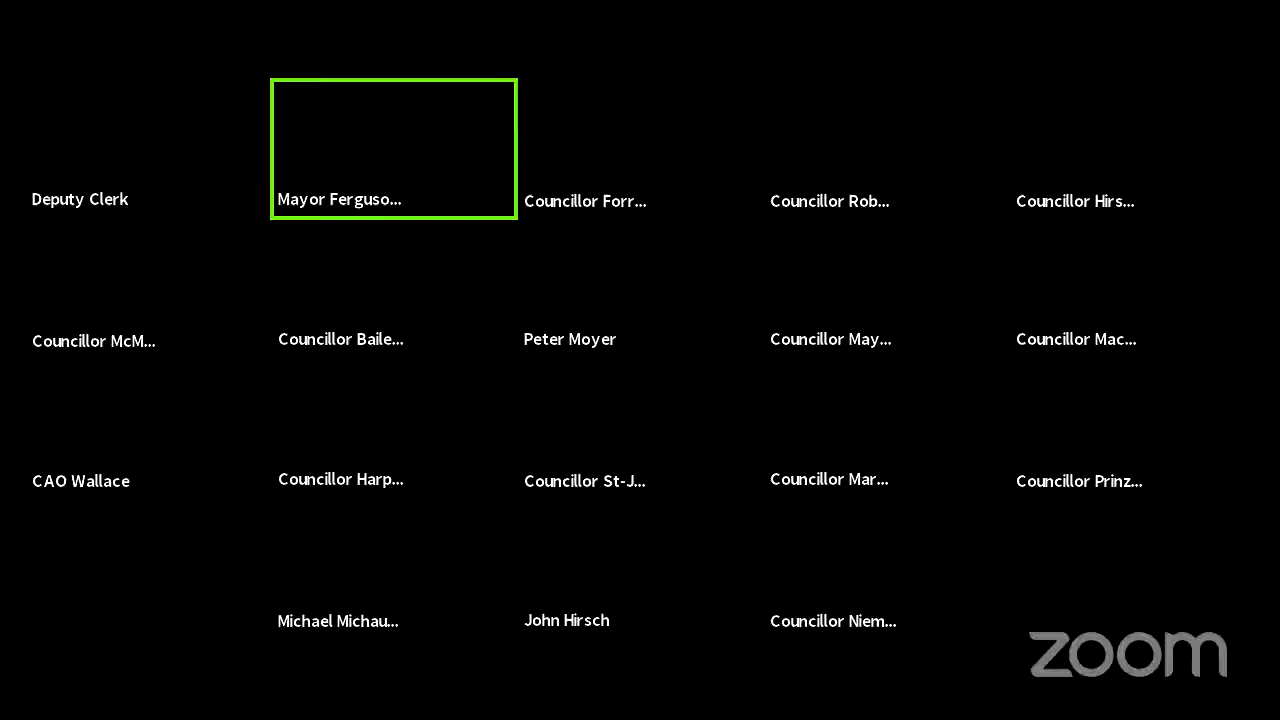 Deputy Clerk
Mayor Ferguso...
Councillor Forr...
Councillor Rob...
Councillor Hirs...
Councillor McM...
Councillor Baile...
Peter Moyer
Councillor May...
Councillor Mac...
CAO Wallace
Councillor Harp...
Councillor St-J...
Councillor Mar...
Councillor Prinz...
Michael Michau...
John Hirsch
Councillor Niem...
zoom